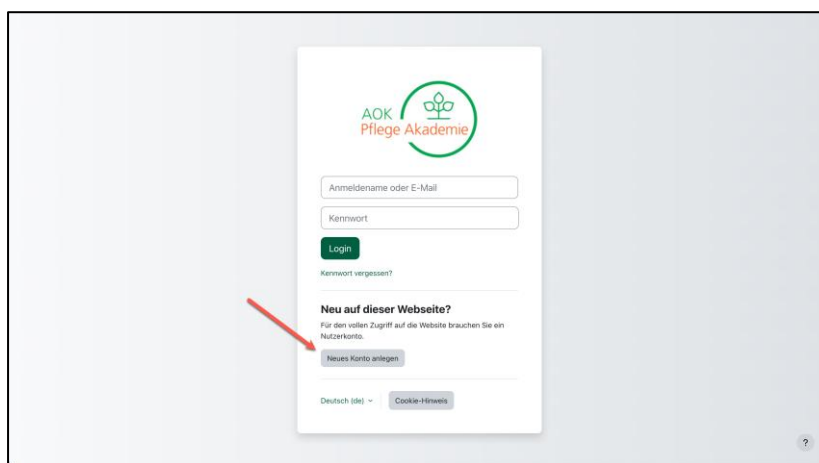 AOK
Pflege Akademie
Anmeldename oder E-Mail
Kennwort
Login
Kennwort vergessen?
Neu auf dieser Webseite?
Für den vollen Zugriff auf die Website brauchen Sie ein
Nutzerkonto.
Neues Konto anlegen
Deutsch (de)
Cookie-Hinweis
?